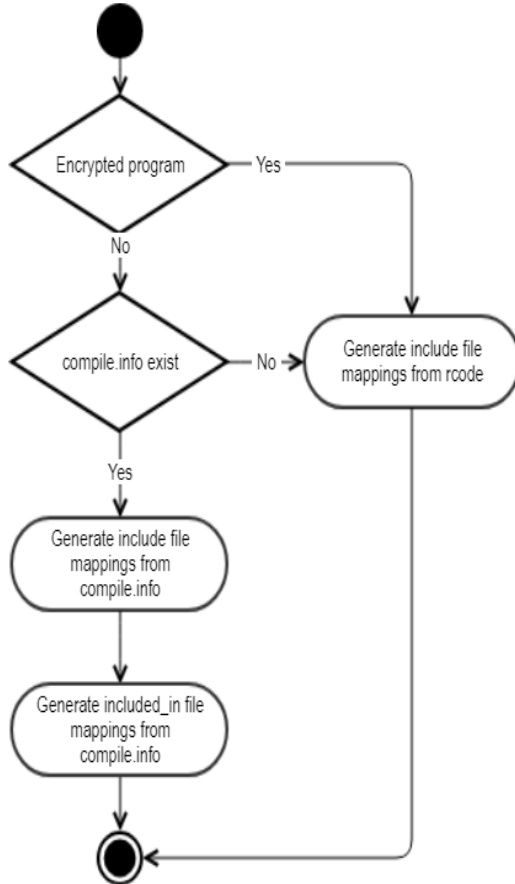 Encrypted program
Yes
No
compile.info exist
No
Generate include file
mappings from rcode
Yes
Generate include file
mappings from
compile.info
Generate included_in file
mappings from
compile.info